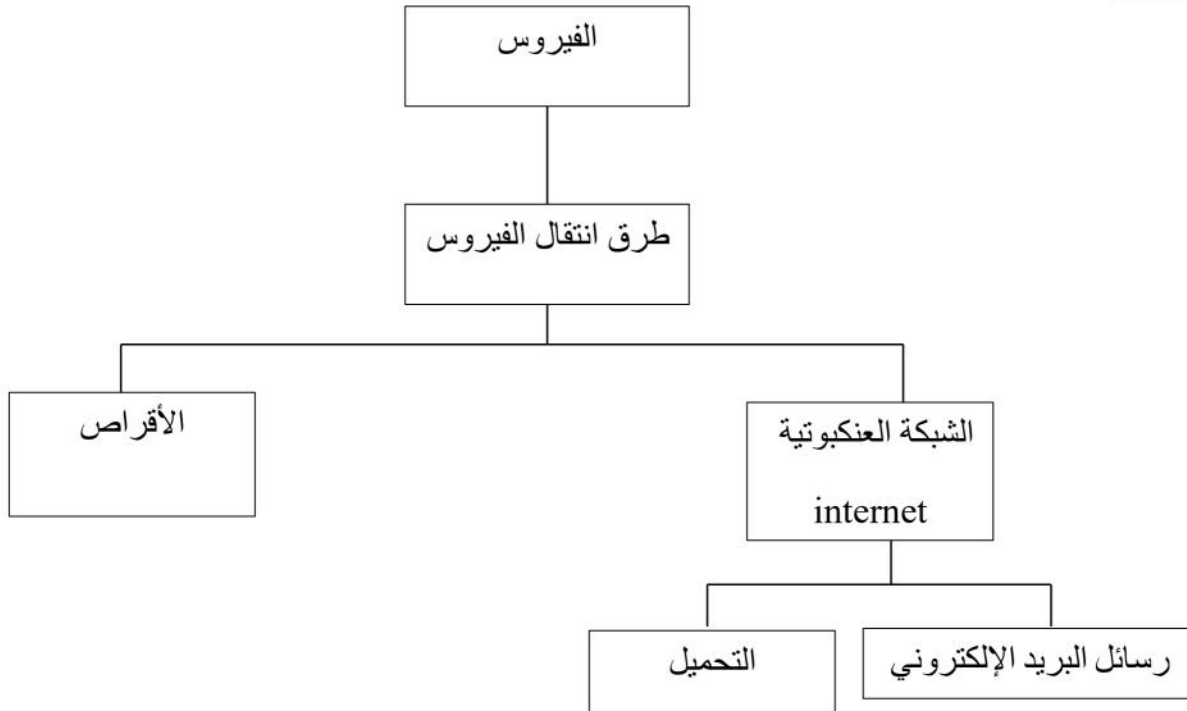 الفيروس
طرق انتقال الفيروس
الشبكة العنكبوتية
internet
الأقراص
رسائل البريد الإلكتروني
التحميل